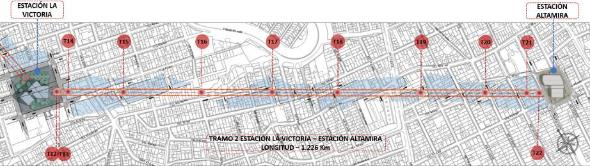 ESTACIÓN LA
VICTORIA
ESTACIÓN
ALTAMIRA
T14
T15
T16
T17
T18
T19
T20
T21
T12
T13
T22
TRAMO 2 ESTACIÓN LA VICTORIA – ESTACIÓN ALTAMIRA
LONGITUD – 1.226 Km